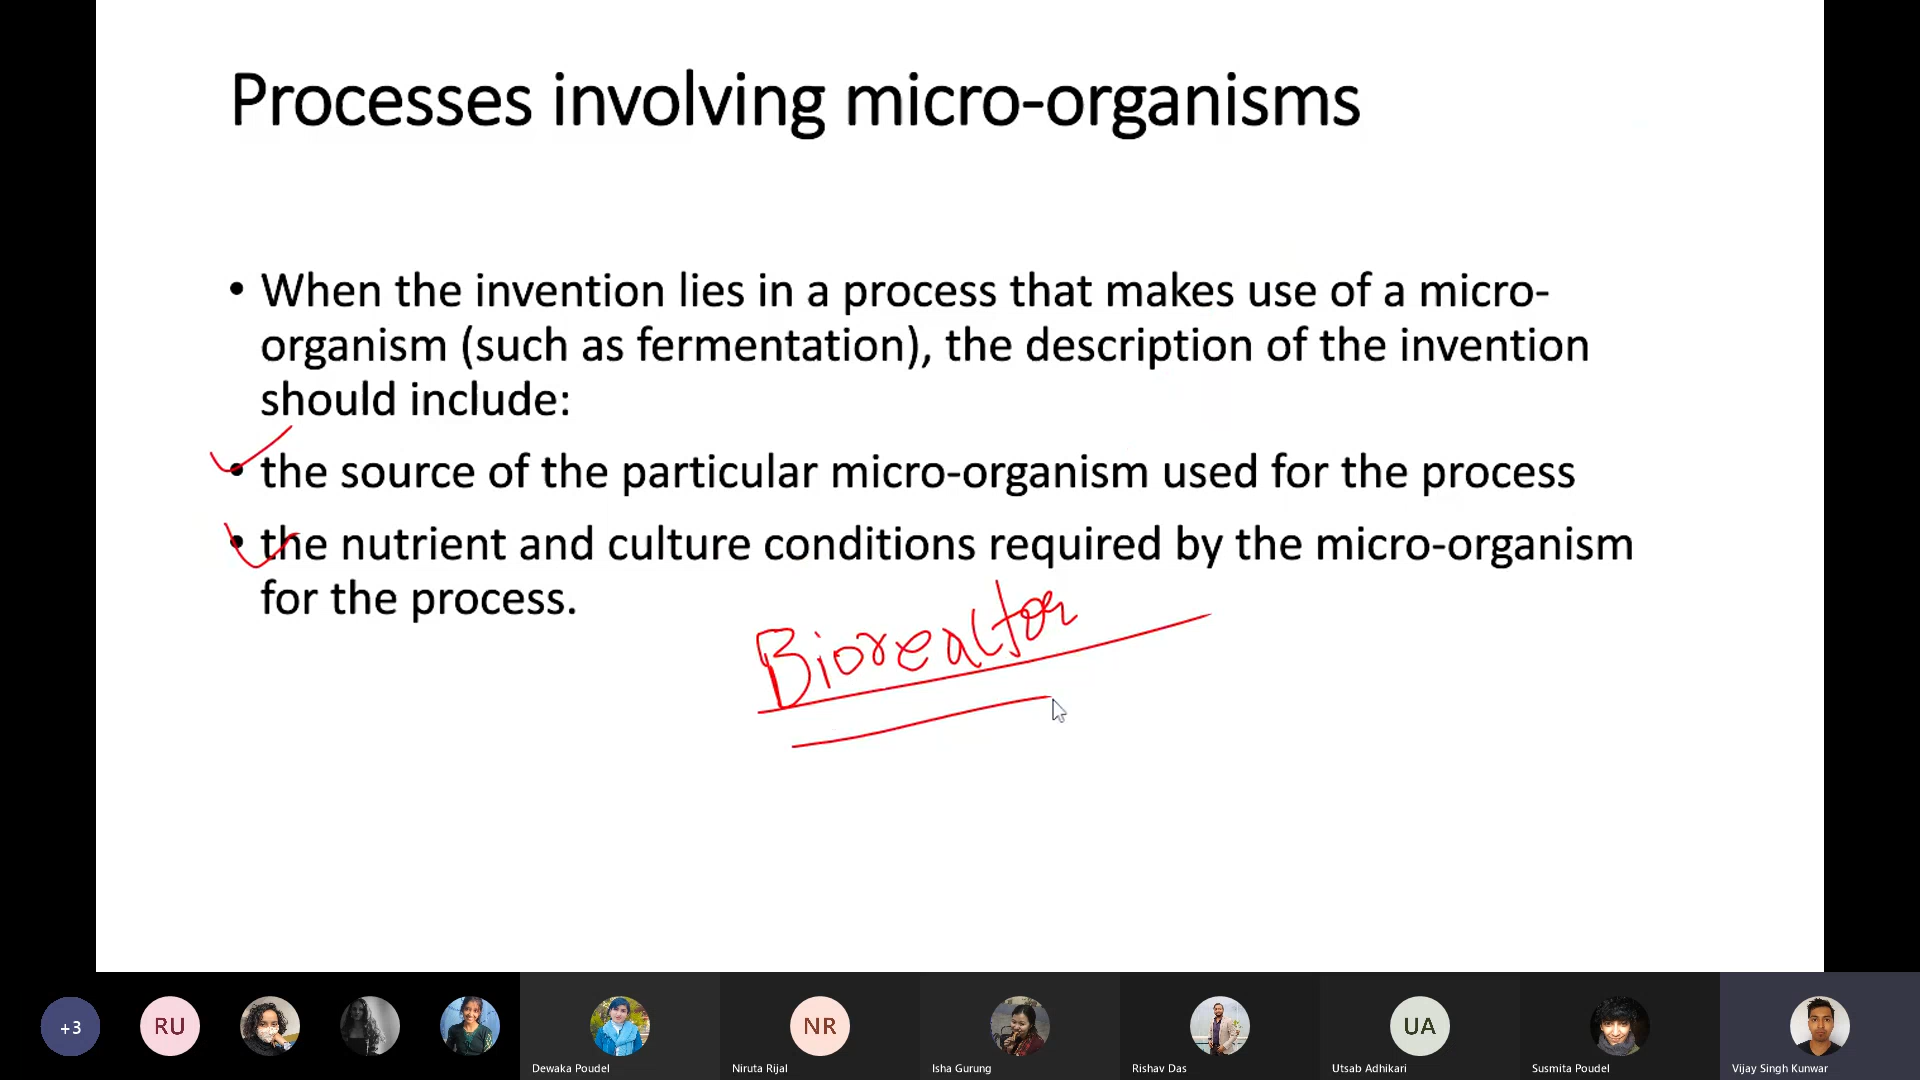 Processes involving micro-organisms
• When the invention lies in a process that makes use of a micro-
organism (such as fermentation), the description of the invention
should include:
• the source of the particular micro-organism used for the process
• the nutrient and culture conditions required by the micro-organism
for the process.
Bioreactor
+3
RU
NR
UA
Dewaka Poudel
Niruta Rijal
Isha Gurung
Rishav Das
Utsab Adhikari
Susmita Poudel
Vijay Singh Kunwar